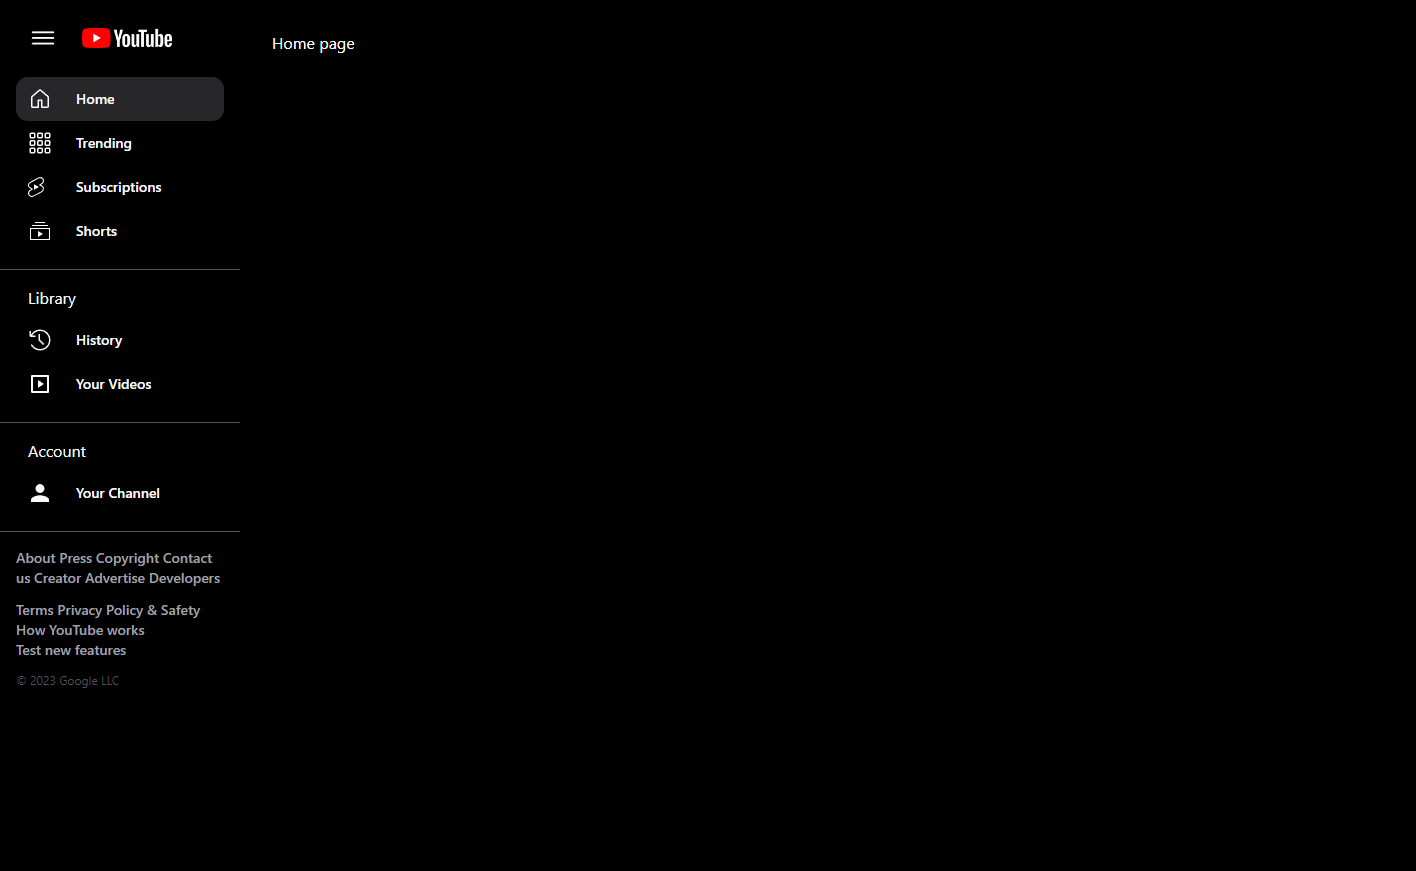 YouTube
Home page
Home
Trending
Subscriptions
Shorts
Library
History
Your Videos
Account
Your Channel
About Press Copyright Contact
us Creator Advertise Developers
Terms Privacy Policy & Safety
How YouTube works
Test new features
© 2023 Google LLC